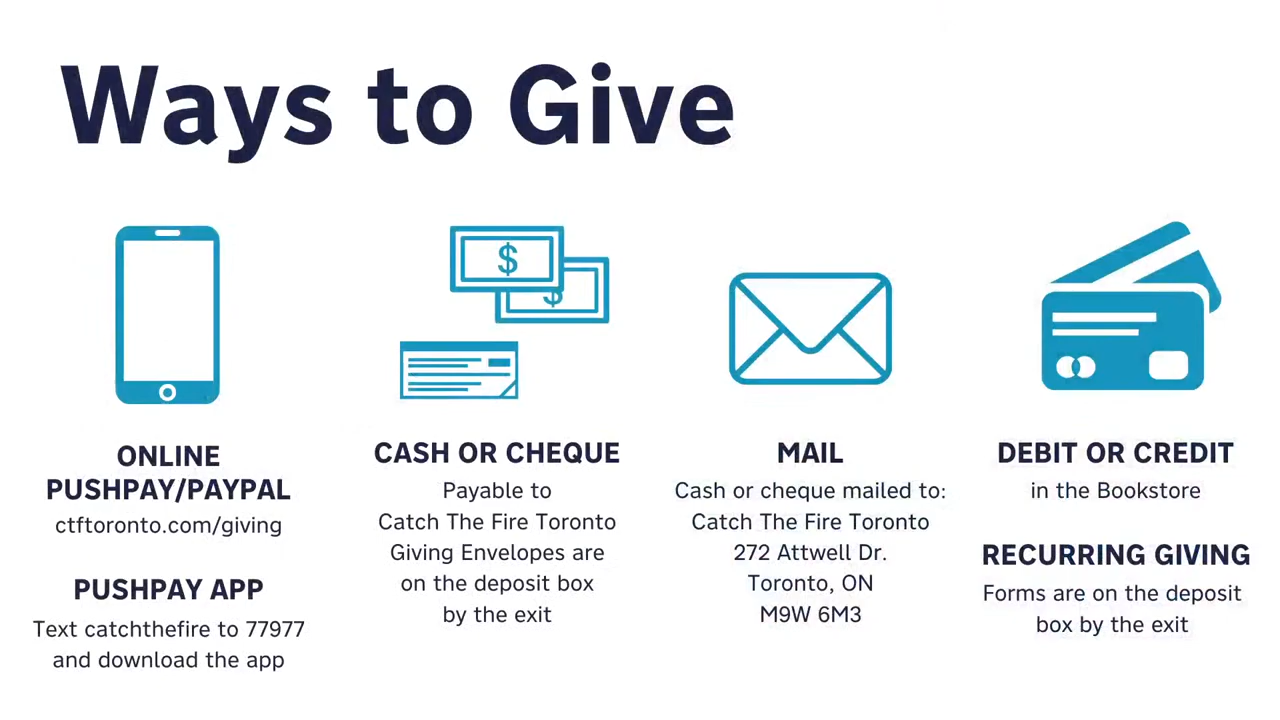 Ways to Give
$
$
ONLINE
PUSHPAY/PAYPAL
ctftoronto.com/giving
PUSHPAY APP
Text catchthefire to 77977
and download the app
CASH OR CHEQUE
Payable to
Catch The Fire Toronto
Giving Envelopes are
on the deposit box
by the exit
MAIL
Cash or cheque mailed to:
Catch The Fire Toronto
272 Attwell Dr.
Toronto, ON
M9W 6M3
DEBIT OR CREDIT
in the Bookstore
RECURRING GIVING
Forms are on the deposit
box by the exit